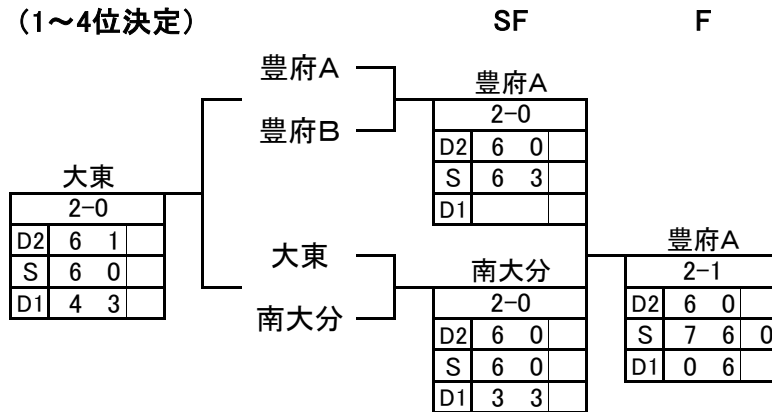 (1～4位決定) SF F
豊府A
豊府B
豊府A
2-0
D2 6 0
S 6 3
D1
大東
2-0
D2 6 1
S 6 0
D1 4 3
大東
南大分
南大分
2-0
D2 6 0
S 6 0
D1 3 3
豊府A
2-1
D2 6 0
S 7 6 0
D1 0 6